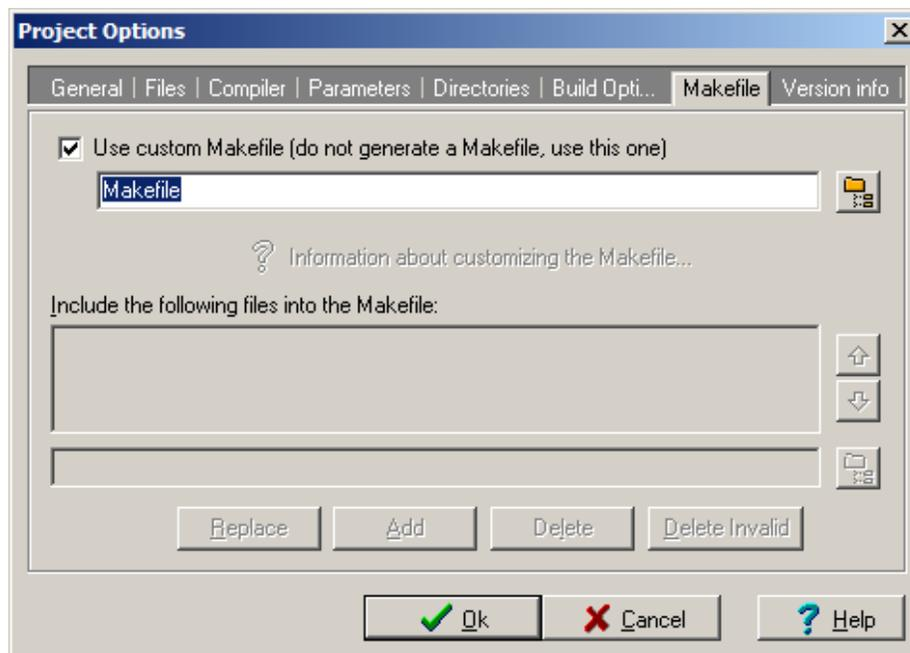 Project Options
General | Files | Compiler | Parameters | Directories | Build Opti... Makefile Version info |
Use custom Makefile (do not generate a Makefile, use this one)
Makefile
? Information about customizing the Makefile...
Include the following files into the Makefile:
Replace Add Delete Delete Invalid
Ok Cancel ? Help